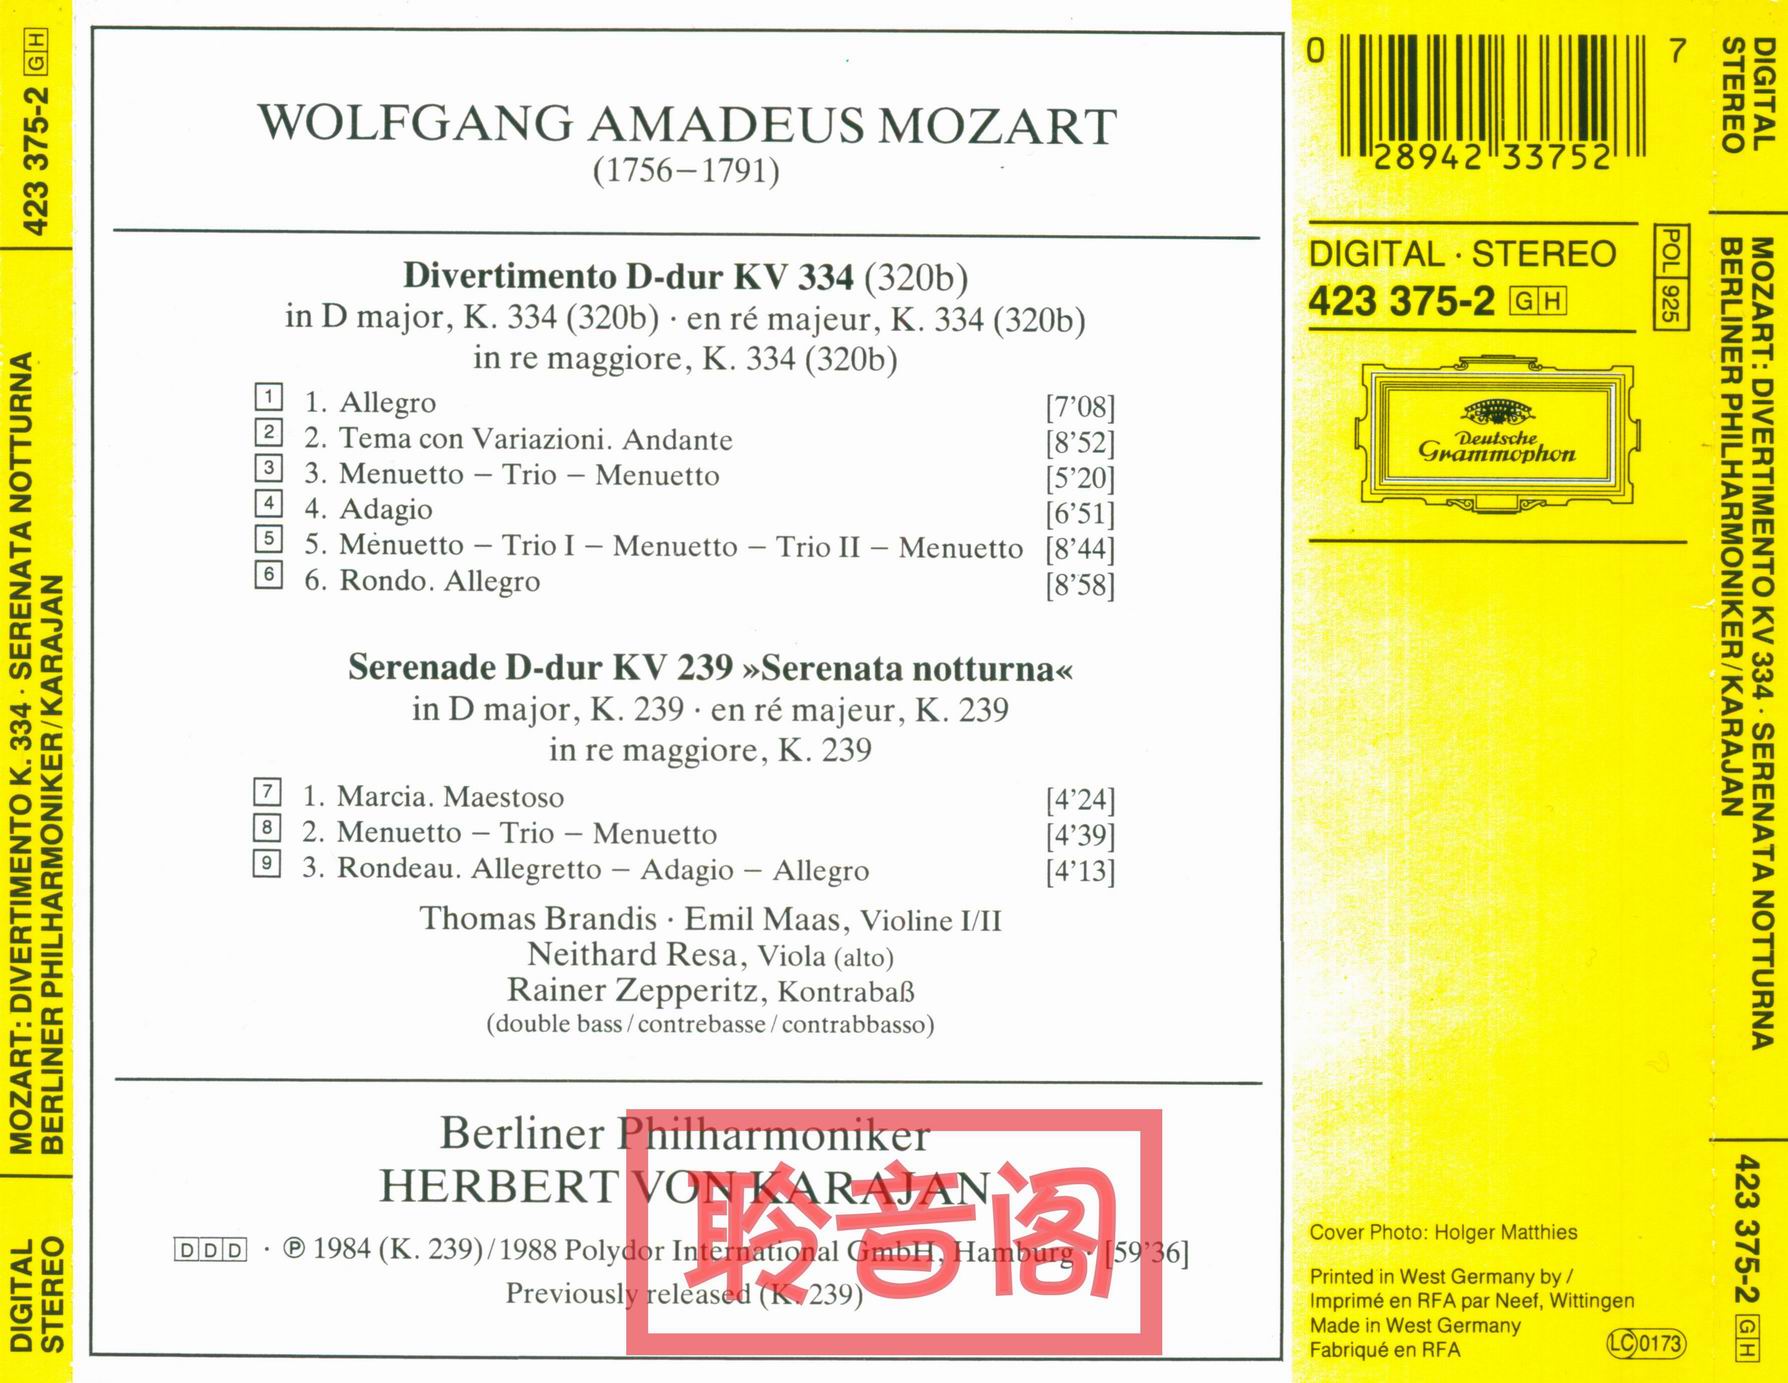 423 375-2 GH
MOZART: DIVERTIMENTO K. 334 · SERENATA NOTTURNA
BERLINER PHILHARMONIKER/KARAJAN
DIGITAL
STEREO
WOLFGANG AMADEUS MOZART
(1756–1791)
Divertimento D-dur KV 334 (320b)
in D major, K. 334 (320b) · en ré majeur, K. 334 (320b)
in re maggiore, K. 334 (320b)
1 1. Allegro [7’08]
2 2. Tema con Variazioni. Andante [8’52]
3 3. Menuetto – Trio – Menuetto [5’20]
4 4. Adagio [6’51]
5 5. Menuetto – Trio I – Menuetto – Trio II – Menuetto [8’44]
6 6. Rondo. Allegro [8’58]
Serenade D-dur KV 239 »Serenata notturna«
in D major, K. 239 · en ré majeur, K. 239
in re maggiore, K. 239
7 1. Marcia. Maestoso [4’24]
8 2. Menuetto – Trio – Menuetto [4’39]
9 3. Rondeau. Allegretto – Adagio – Allegro [4’13]
Thomas Brandis · Emil Maas, Violine I/II
Neithard Resa, Viola (alto)
Rainer Zepperitz, Kontrabaß
(double bass/contrebasse/contrabbasso)
Berliner Philharmoniker
HERBERT VON KARAJAN
DDD · ℗ 1984 (K. 239)/1988 Polydor International GmbH, Hamburg · [59’36]
Previously released (K. 239)
聆音阁
0 28942 33752 7
DIGITAL · STEREO
423 375-2 GH
POL 925
Deutsche
Grammophon
Cover Photo: Holger Matthies
Printed in West Germany by /
Imprimé en RFA par Neef, Wittingen
Made in West Germany
Fabriqué en RFA
LC 0173
DIGITAL
STEREO
MOZART: DIVERTIMENTO KV 334 · SERENATA NOTTURNA
BERLINER PHILHARMONIKER/KARAJAN
423 375-2 GH